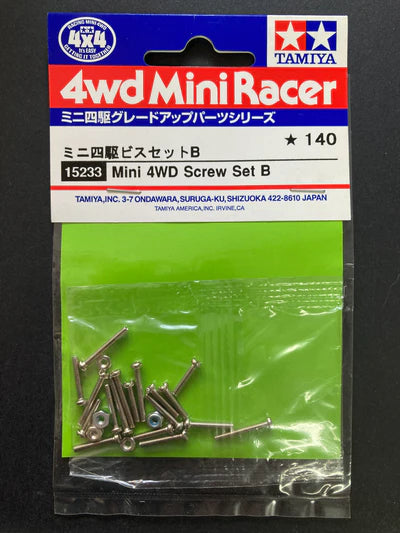 RACING MINI 4WD
4x4
It's EASY
GETTING IT TOGETHER
TAMIYA
4wd Mini Racer
ミニ四駆グレードアップパーツシリーズ
ミニ四駆ビスセットB
★ 140
15233 Mini 4WD Screw Set B
TAMIYA,INC. 3-7 ONDAWARA, SURUGA-KU, SHIZUOKA 422-8610 JAPAN
TAMIYA AMERICA,INC. IRVINE,CA